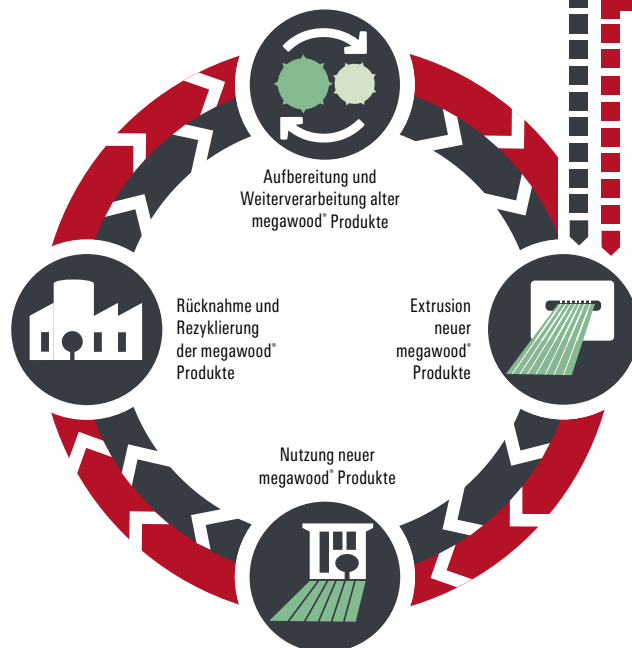 Aufbereitung und
Weiterverarbeitung alter
megawood® Produkte
Rücknahme und
Rezyklierung
der megawood®
Produkte
Extrusion
neuer
megawood®
Produkte
Nutzung neuer
megawood® Produkte